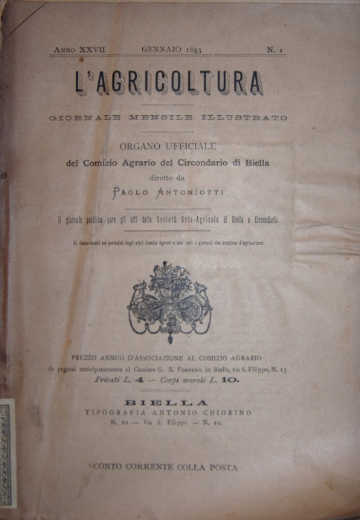 ANNO XXVII GENNAIO 1893 N. 1
L'AGRICOLTURA
GIORNALE MENSILE ILLUSTRATO
ORGANO UFFICIALE
del Comizio Agrario del Circondario di Biella
diretto da
PAOLO ANTONIOTTI
Il giornale pubblica pure gli atti della Società Orto-Agricola di Biella e Circondario
PREZZO ANNUO D'ASSOCIAZIONE AL COMIZIO AGRARIO
da pagarsi anticipatamente al Cassiere G. B. in Biella, via S. Filippo, N. 13
Privati L. 4 — Corpi morali L. 10.
BIELLA
TIPOGRAFIA ANTONIO CHIORINO
N. 10 — Via S. Filippo — N. 10.
CONTO CORRENTE COLLA POSTA